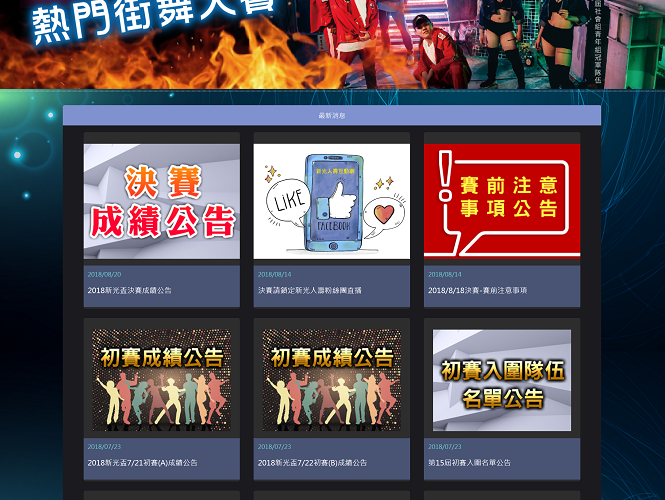 熱門街舞大賽
屆社會組青年組冠軍隊伍
最新消息
決賽
成績公告
新光人壽互動網
LIKE
FACEBOOK
賽前注意
事項公告
2018/08/20
2018新光盃決賽成績公告
2018/08/14
決賽請鎖定新光人壽粉絲團直播
2018/08/14
2018/8/18決賽-賽前注意事項
初賽成績公告
初賽成績公告
初賽入圍隊伍
名單公告
2018/07/23
2018新光盃7/21初賽(A)成績公告
2018/07/23
2018新光盃7/22初賽(B)成績公告
2018/07/23
第15屆初賽入圍名單公告